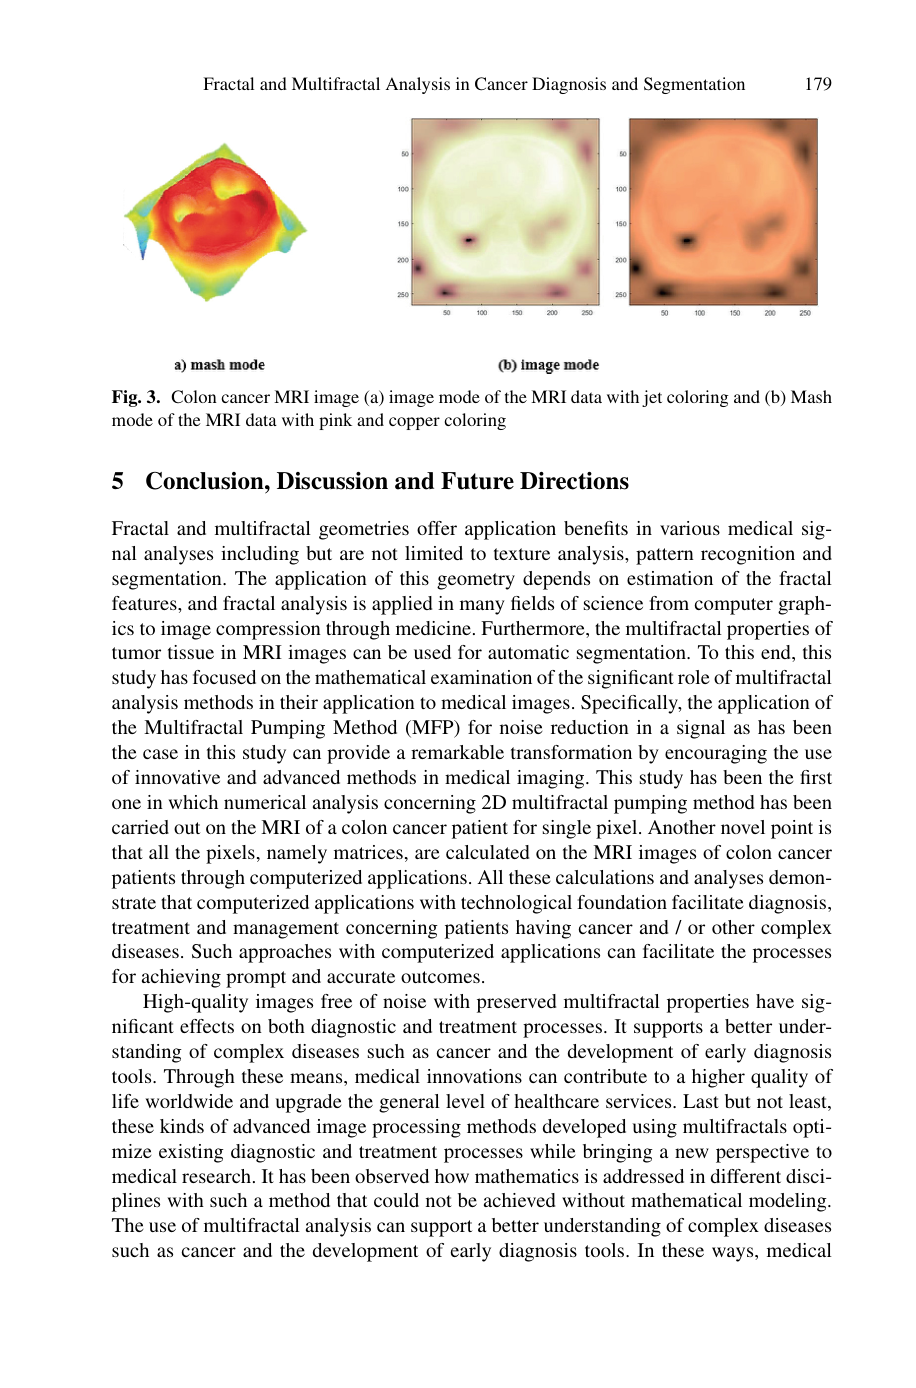 Fractal and Multifractal Analysis in Cancer Diagnosis and Segmentation 179
50
100
150
200
250
50 100 150 200 250
50
100
150
200
250
50 100 150 200 250
a) mash mode
(b) image mode
Fig. 3. Colon cancer MRI image (a) image mode of the MRI data with jet coloring and (b) Mash
mode of the MRI data with pink and copper coloring
5 Conclusion, Discussion and Future Directions
Fractal and multifractal geometries offer application benefits in various medical sig-
nal analyses including but are not limited to texture analysis, pattern recognition and
segmentation. The application of this geometry depends on estimation of the fractal
features, and fractal analysis is applied in many fields of science from computer graph-
ics to image compression through medicine. Furthermore, the multifractal properties of
tumor tissue in MRI images can be used for automatic segmentation. To this end, this
study has focused on the mathematical examination of the significant role of multifractal
analysis methods in their application to medical images. Specifically, the application of
the Multifractal Pumping Method (MFP) for noise reduction in a signal as has been
the case in this study can provide a remarkable transformation by encouraging the use
of innovative and advanced methods in medical imaging. This study has been the first
one in which numerical analysis concerning 2D multifractal pumping method has been
carried out on the MRI of a colon cancer patient for single pixel. Another novel point is
that all the pixels, namely matrices, are calculated on the MRI images of colon cancer
patients through computerized applications. All these calculations and analyses demon-
strate that computerized applications with technological foundation facilitate diagnosis,
treatment and management concerning patients having cancer and / or other complex
diseases. Such approaches with computerized applications can facilitate the processes
for achieving prompt and accurate outcomes.
High-quality images free of noise with preserved multifractal properties have sig-
nificant effects on both diagnostic and treatment processes. It supports a better under-
standing of complex diseases such as cancer and the development of early diagnosis
tools. Through these means, medical innovations can contribute to a higher quality of
life worldwide and upgrade the general level of healthcare services. Last but not least,
these kinds of advanced image processing methods developed using multifractals opti-
mize existing diagnostic and treatment processes while bringing a new perspective to
medical research. It has been observed how mathematics is addressed in different disci-
plines with such a method that could not be achieved without mathematical modeling.
The use of multifractal analysis can support a better understanding of complex diseases
such as cancer and the development of early diagnosis tools. In these ways, medical